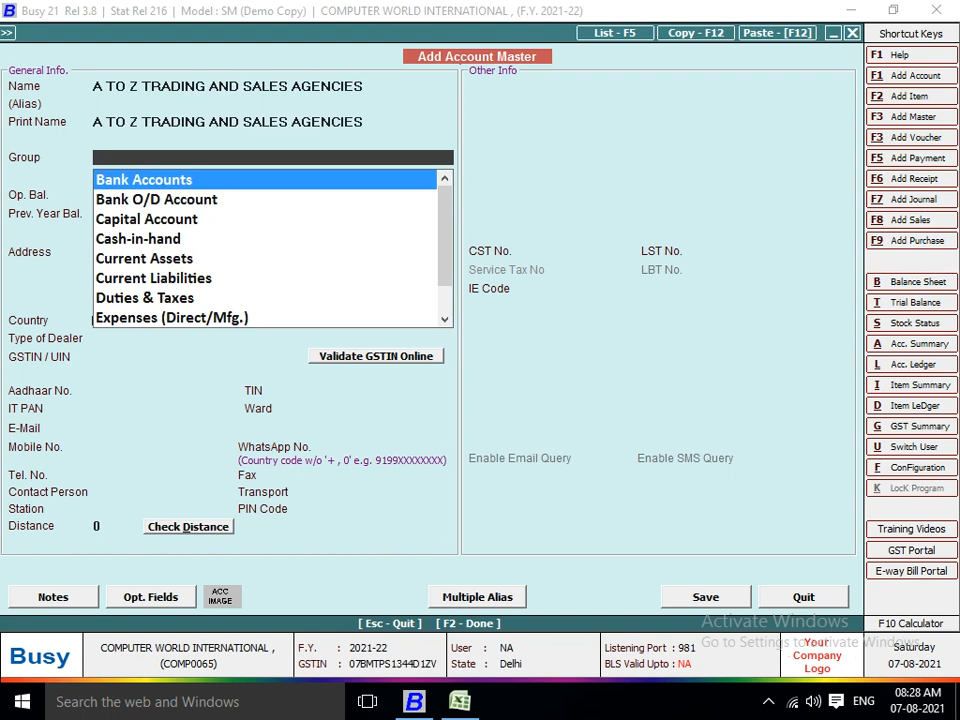 Busy 21 Rel 3.8 | Stat Rel 216 | Model : SM (Demo Copy) | COMPUTER WORLD INTERNATIONAL , (F.Y. 2021-22)
>> List - F5 Copy - F12 Paste - [F12] Shortcut Keys
Add Account Master
General Info. Other Info
Name A TO Z TRADING AND SALES AGENCIES
(Alias)
Print Name A TO Z TRADING AND SALES AGENCIES
Group
Bank Accounts
Bank O/D Account
Capital Account
Cash-in-hand
Current Assets
Current Liabilities
Duties & Taxes
Expenses (Direct/Mfg.)
Op. Bal.
Prev. Year Bal.
Address
Country
Type of Dealer
GSTIN / UIN Validate GSTIN Online
Aadhaar No. TIN
IT PAN Ward
E-Mail
Mobile No. WhatsApp No.
(Country code w/o '+ , 0' e.g. 9199XXXXXXXX)
Tel. No. Fax
Contact Person Transport
Station PIN Code
Distance 0 Check Distance
CST No. LST No.
Service Tax No LBT No.
IE Code
Enable Email Query Enable SMS Query
Notes Opt. Fields ACC IMAGE Multiple Alias Save Quit
[ Esc - Quit ] [ F2 - Done ]
F1 Help
F1 Add Account
F2 Add Item
F3 Add Master
F3 Add Voucher
F5 Add Payment
F6 Add Receipt
F7 Add Journal
F8 Add Sales
F9 Add Purchase
B Balance Sheet
T Trial Balance
S Stock Status
A Acc. Summary
L Acc. Ledger
I Item Summary
D Item LeDger
G GST Summary
U Switch User
F ConFiguration
K LocK Program
Training Videos
GST Portal
E-way Bill Portal
F10 Calculator
Activate Windows
Go to Settings to activate Windows.
Busy
COMPUTER WORLD INTERNATIONAL ,
(COMP0065)
F.Y. : 2021-22
GSTIN : 07BMTPS1344D1ZV
User : NA
State : Delhi
Listening Port : 981
BLS Valid Upto : NA
Your
Company
Logo
Saturday
07-08-2021
Search the web and Windows
B
ENG
08:28 AM
07-08-2021